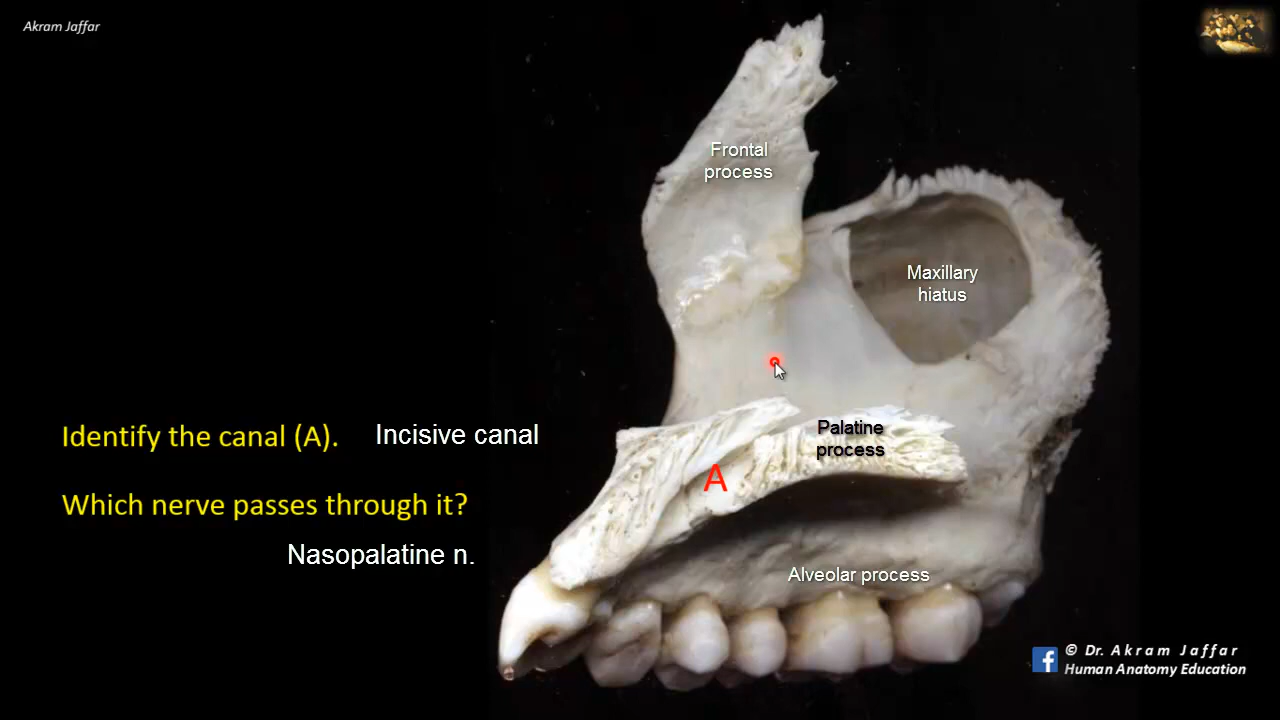 Akram Jaffar
Frontal
process
Maxillary
hiatus
Identify the canal (A). Incisive canal
Palatine
process
A
Which nerve passes through it?
Nasopalatine n.
Alveolar process
© Dr. Akram Jaffar
Human Anatomy Education